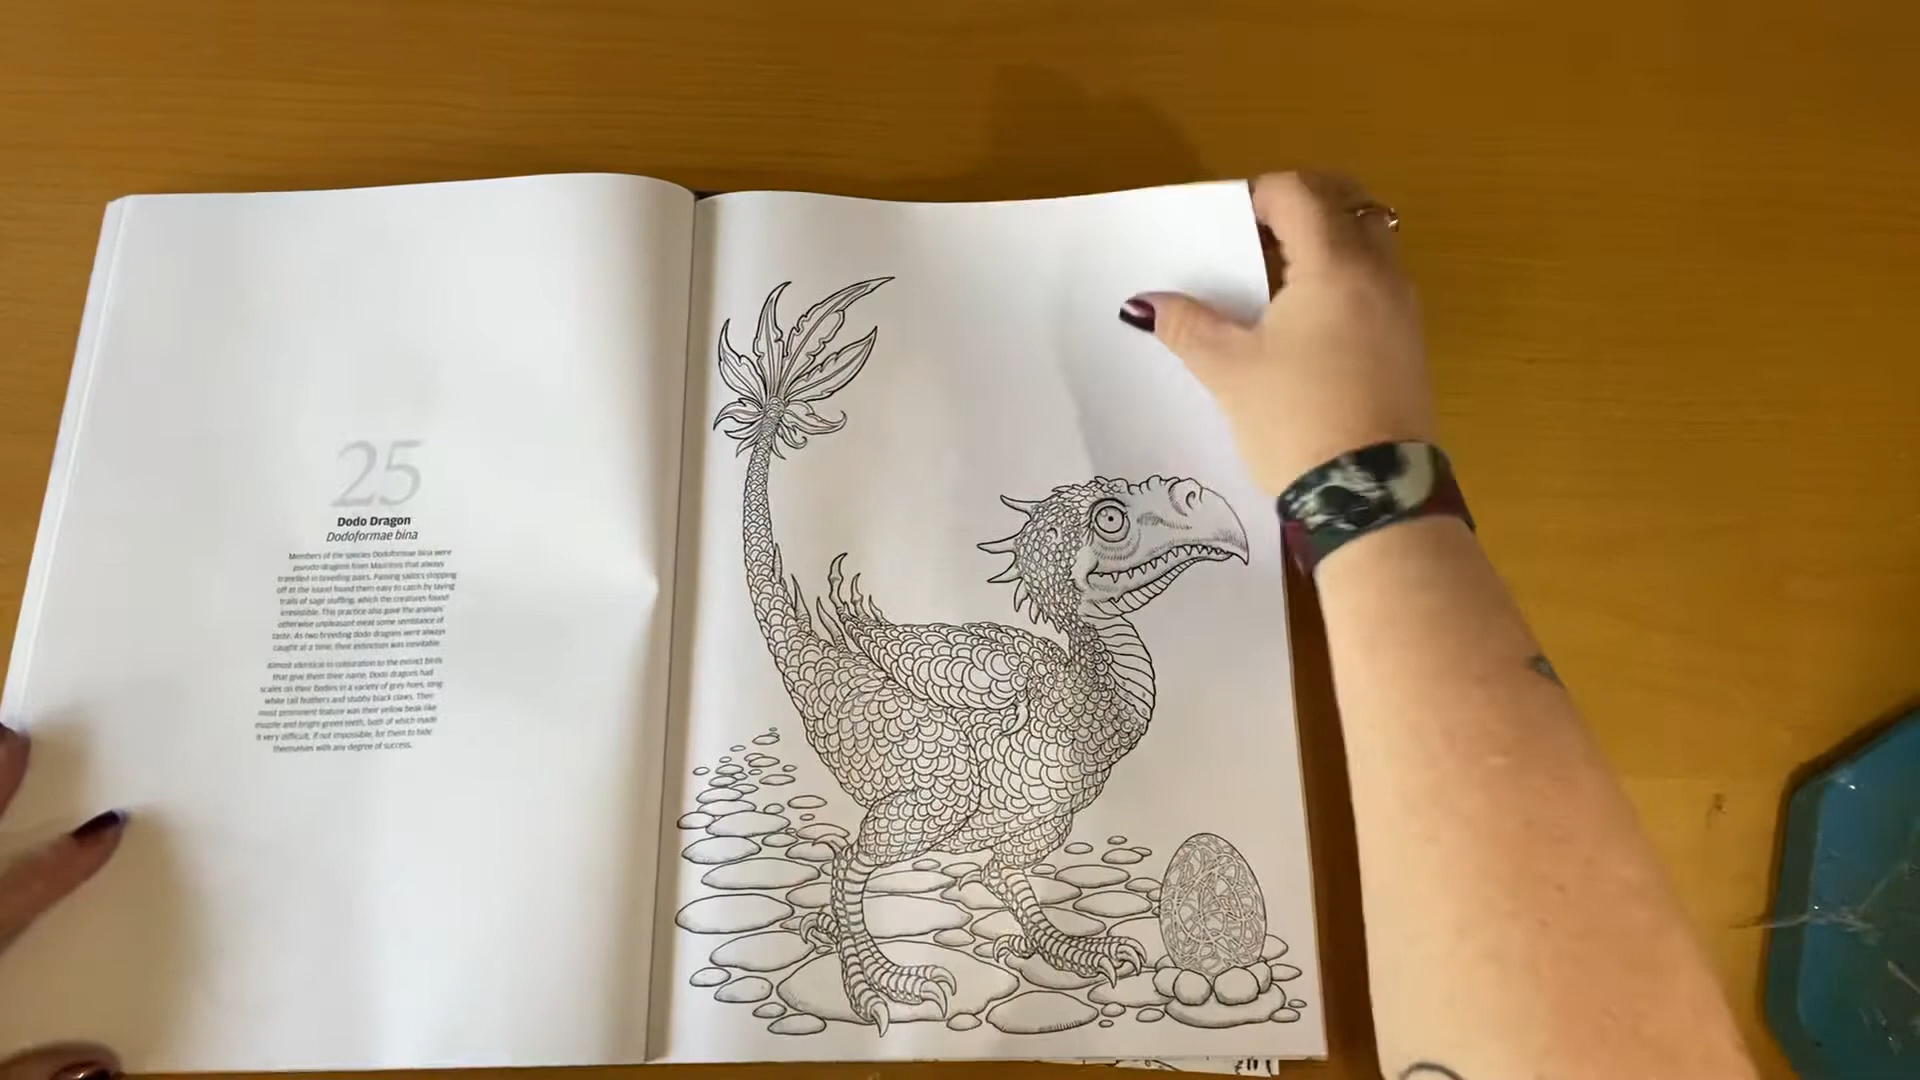 25
Dodo Dragon
Dodoformae bina
Members of the species Dodoformae bina were
pseudo-dragons from Mauritius that always
travelled in breeding pairs. Passing sailors stopping
off at the island found them easy to catch by laying
trails of sage stuffing, which the creatures found
irresistible. This practice also gave the animals'
otherwise unpleasant meat some semblance of
taste. As two breeding dodo dragons were always
caught at a time, their extinction was inevitable.
Almost identical in colouration to the extinct birds
that give them their name, Dodo dragons had
scales on their bodies in a variety of grey hues, long
white tail feathers and stubby black claws. Their
most prominent feature was their yellow beak-like
muzzle and bright green teeth, both of which made
it very difficult, if not impossible, for them to hide
themselves with any degree of success.